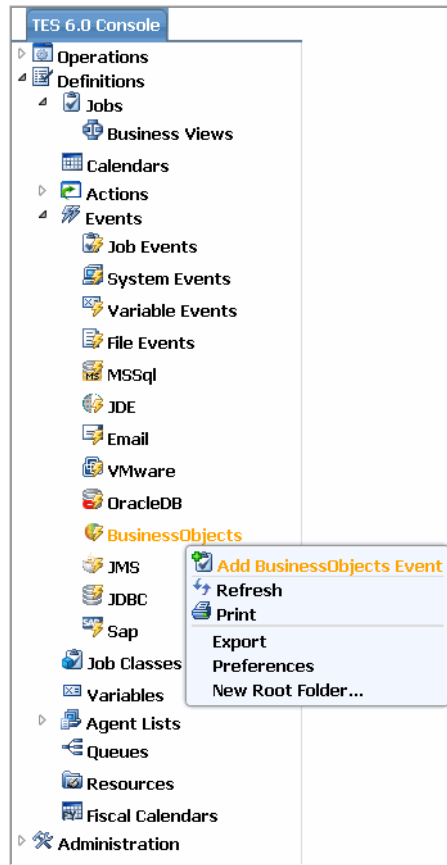 TES 6.0 Console
Operations
Definitions
Jobs
Business Views
Calendars
Actions
Events
Job Events
System Events
Variable Events
File Events
MSSql
JDE
Email
VMware
OracleDB
BusinessObjects
Add BusinessObjects Event
JMS
Refresh
JDBC
Print
Sap
Export
Job Classes
Preferences
Variables
New Root Folder...
Agent Lists
Queues
Resources
Fiscal Calendars
Administration